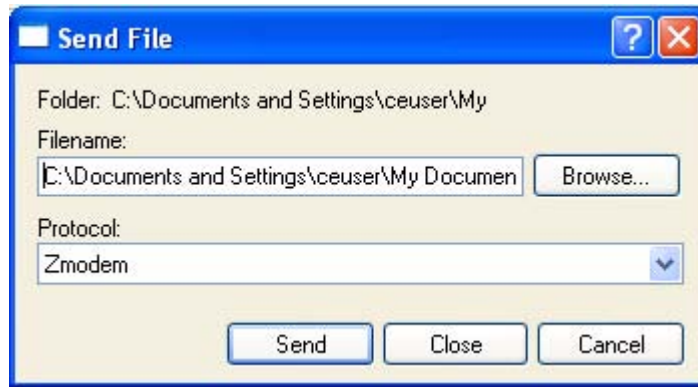 Send File
Folder: C:\Documents and Settings\ceuser\My
Filename:
C:\Documents and Settings\ceuser\My Documen
Browse...
Protocol:
Zmodem
Send
Close
Cancel